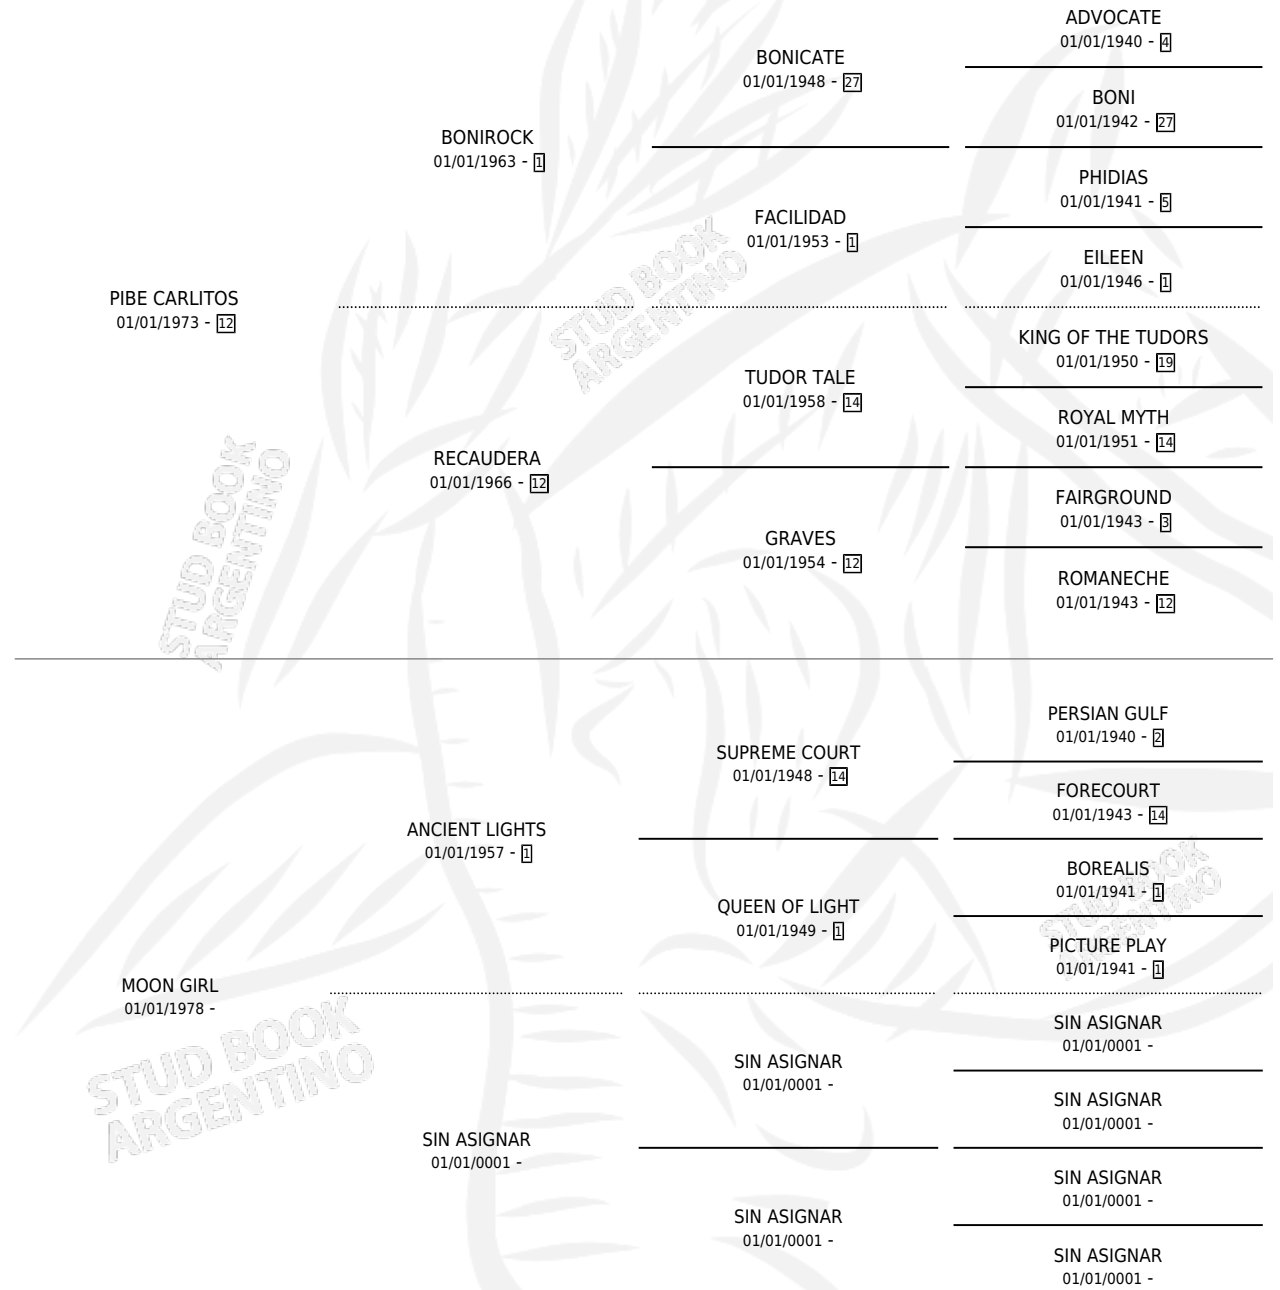 ADVOCATE
01/01/1940 - 4
BONICATE
01/01/1948 - 27
BONI
01/01/1942 - 27
BONIROCK
01/01/1963 - 1
PHIDIAS
01/01/1941 - 5
FACILIDAD
01/01/1953 - 1
EILEEN
01/01/1946 - 1
PIBE CARLITOS
01/01/1973 - 12
KING OF THE TUDORS
01/01/1950 - 19
TUDOR TALE
01/01/1958 - 14
ROYAL MYTH
01/01/1951 - 14
RECAUDERA
01/01/1966 - 12
FAIRGROUND
01/01/1943 - 3
GRAVES
01/01/1954 - 12
ROMANECHE
01/01/1943 - 12
PERSIAN GULF
01/01/1940 - 2
SUPREME COURT
01/01/1948 - 14
FORECOURT
01/01/1943 - 14
ANCIENT LIGHTS
01/01/1957 - 1
BOREALIS
01/01/1941 - 1
QUEEN OF LIGHT
01/01/1949 - 1
PICTURE PLAY
01/01/1941 - 1
MOON GIRL
01/01/1978 -
SIN ASIGNAR
01/01/0001 -
SIN ASIGNAR
01/01/0001 -
SIN ASIGNAR
01/01/0001 -
SIN ASIGNAR
01/01/0001 -
SIN ASIGNAR
01/01/0001 -
SIN ASIGNAR
01/01/0001 -
SIN ASIGNAR
01/01/0001 -
STUD BOOK
ARGENTINO
STUD BOOK
ARGENTINO
STUD BOOK
ARGENTINO
STUD BOOK
ARGENTINO